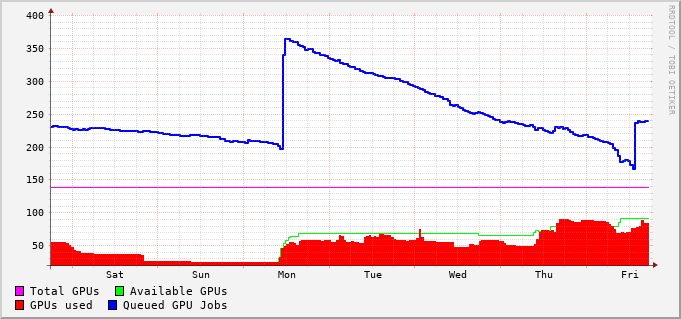 400
350
300
250
200
150
100
50
Sat Sun Mon Tue Wed Thu Fri
Total GPUs Available GPUs
GPUs used Queued GPU Jobs
RRDTOOL / TOBI OETIKER